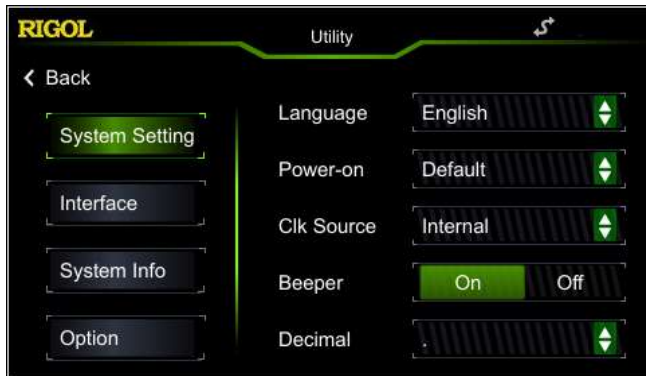 RIGOL
Utility
Back
System Setting
Interface
System Info
Option
Language English
Power-on Default
Clk Source Internal
Beeper On Off
Decimal .